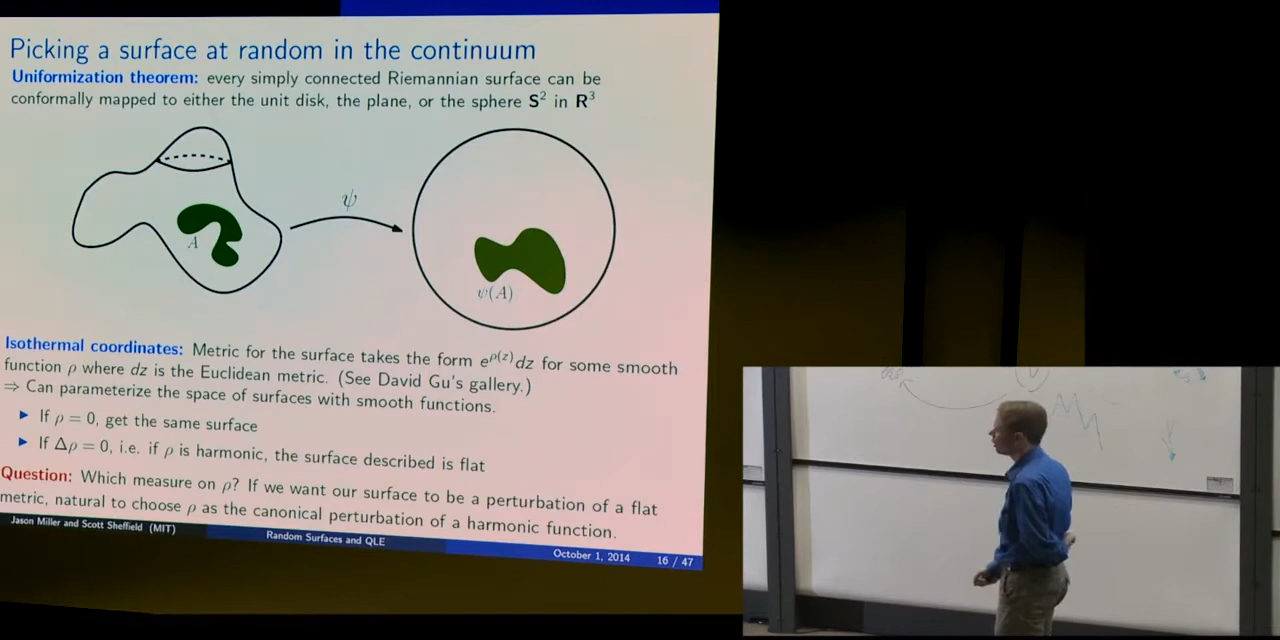 Picking a surface at random in the continuum
Uniformization theorem: every simply connected Riemannian surface can be
conformally mapped to either the unit disk, the plane, or the sphere S² in R³
ψ
A
ψ(A)
Isothermal coordinates: Metric for the surface takes the form e^ρ(z) dz for some smooth
function ρ where dz is the Euclidean metric. (See David Gu's gallery.)
⇒ Can parameterize the space of surfaces with smooth functions.
▶ If ρ = 0, get the same surface
▶ If Δρ = 0, i.e. if ρ is harmonic, the surface described is flat
Question: Which measure on ρ? If we want our surface to be a perturbation of a flat
metric, natural to choose ρ as the canonical perturbation of a harmonic function.
Jason Miller and Scott Sheffield (MIT)
Random Surfaces and QLE
October 1, 2014
16 / 47